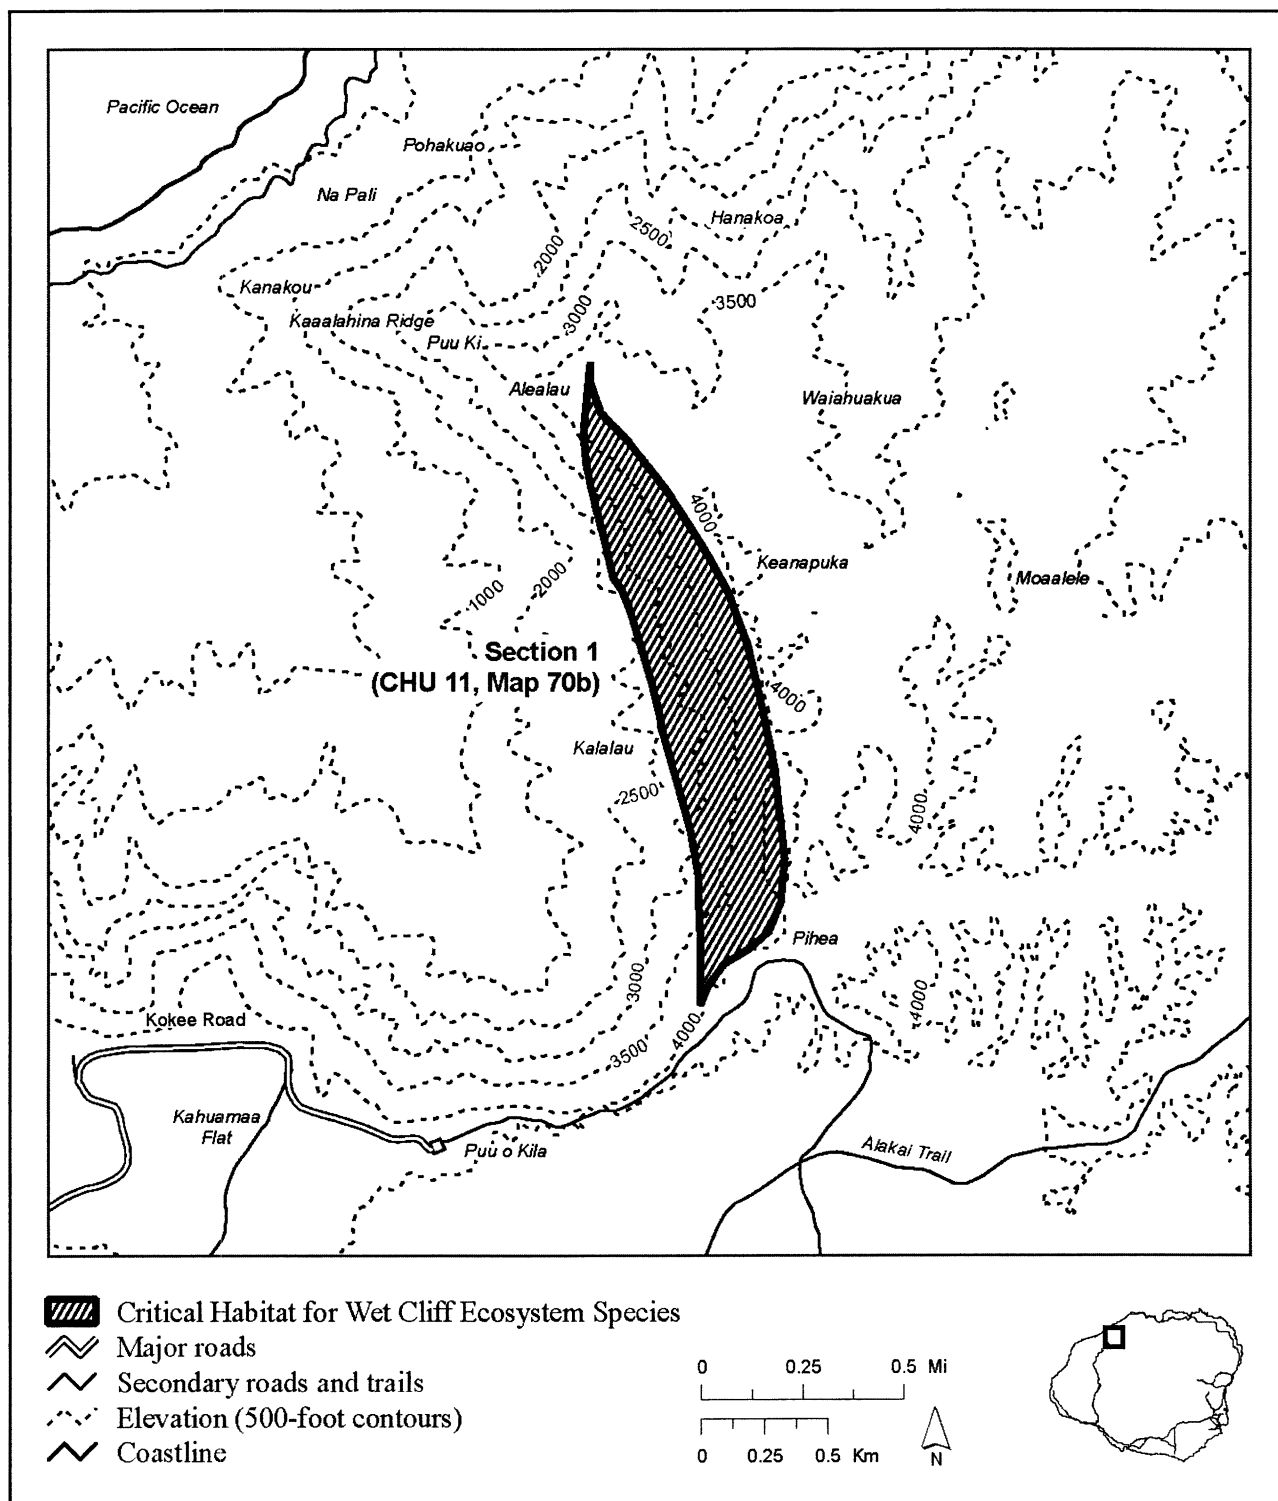 Pacific Ocean
Pohakuao
Na Pali
Hanakoa
2500
2000
Kanakou
3500
3000
Kaaalahina Ridge
Puu Ki
Alealau
Waiahuakua
4000
Keanapuka
Moaalele
2000
1000
Section 1
(CHU 11, Map 70b)
4000
Kalalau
2500
4000
Pihea
3000
4000
Kokee Road
4000
3500
Kahuamaa
Flat
Puu o Kila
Alakai Trail
Critical Habitat for Wet Cliff Ecosystem Species
Major roads
Secondary roads and trails
Elevation (500-foot contours)
Coastline
0 0.25 0.5 Mi
0 0.25 0.5 Km
N